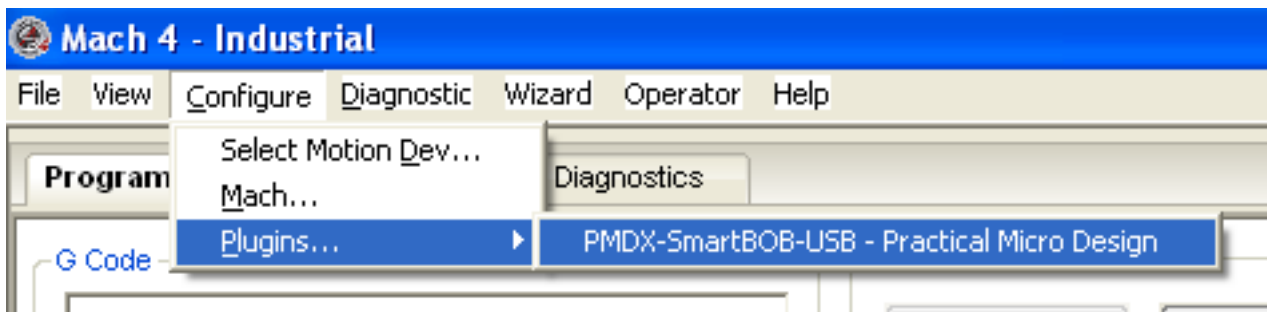 Mach 4 - Industrial
File View Configure Diagnostic Wizard Operator Help
Select Motion Dev...
Program Diagnostics
Mach...
Plugins... PMDX-SmartBOB-USB - Practical Micro Design
G Code